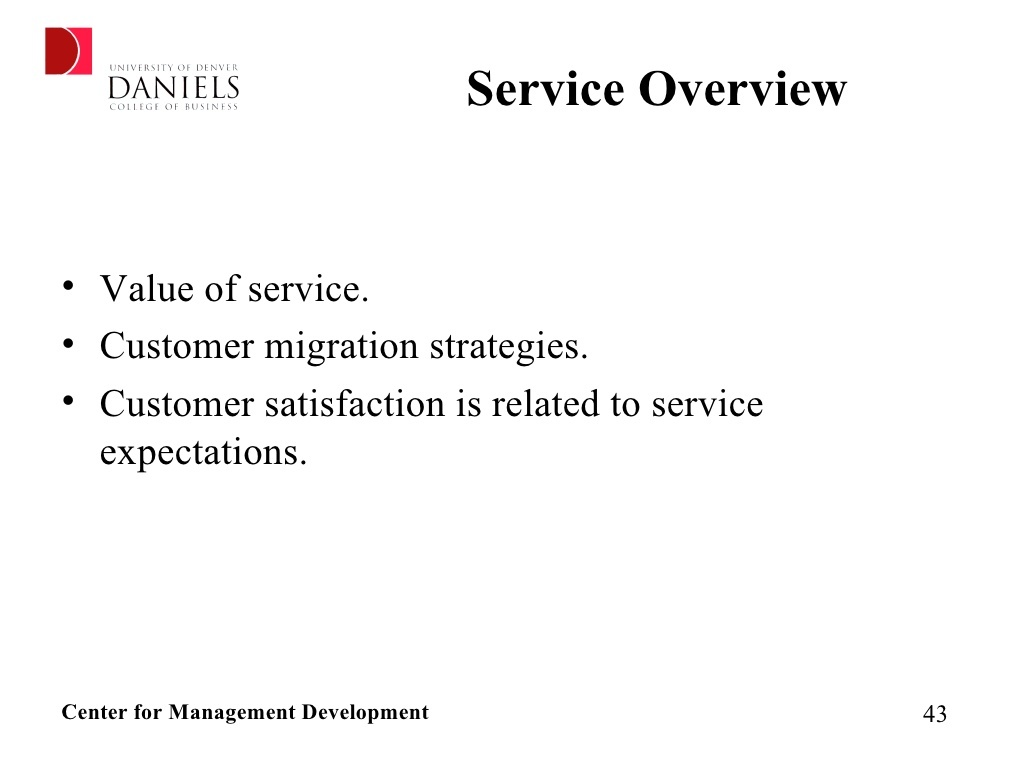 UNIVERSITY OF DENVER
DANIELS
COLLEGE OF BUSINESS
Service Overview
• Value of service.
• Customer migration strategies.
• Customer satisfaction is related to service
expectations.
Center for Management Development
43